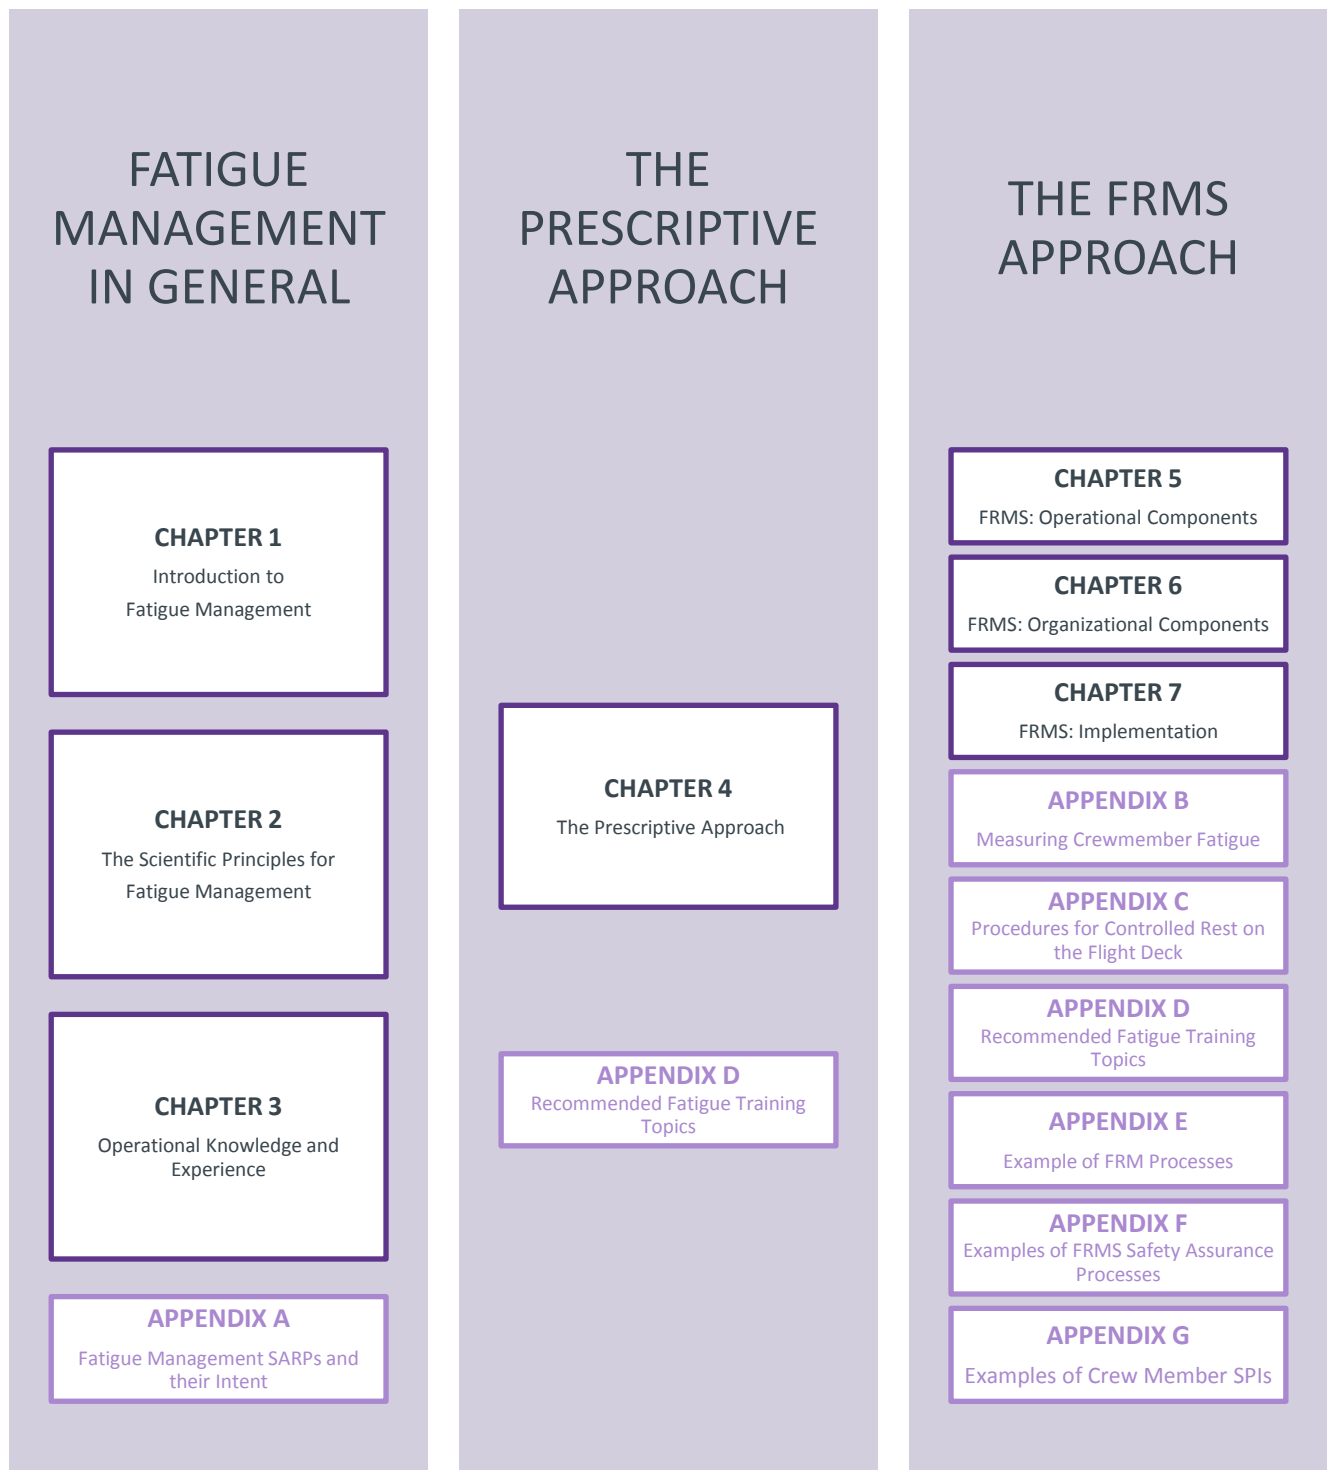 FATIGUE
MANAGEMENT
IN GENERAL
CHAPTER 1
Introduction to
Fatigue Management
CHAPTER 2
The Scientific Principles for
Fatigue Management
CHAPTER 3
Operational Knowledge and
Experience
APPENDIX A
Fatigue Management SARPs and
their Intent
THE
PRESCRIPTIVE
APPROACH
CHAPTER 4
The Prescriptive Approach
APPENDIX D
Recommended Fatigue Training
Topics
THE FRMS
APPROACH
CHAPTER 5
FRMS: Operational Components
CHAPTER 6
FRMS: Organizational Components
CHAPTER 7
FRMS: Implementation
APPENDIX B
Measuring Crewmember Fatigue
APPENDIX C
Procedures for Controlled Rest on
the Flight Deck
APPENDIX D
Recommended Fatigue Training
Topics
APPENDIX E
Example of FRM Processes
APPENDIX F
Examples of FRMS Safety Assurance
Processes
APPENDIX G
Examples of Crew Member SPIs